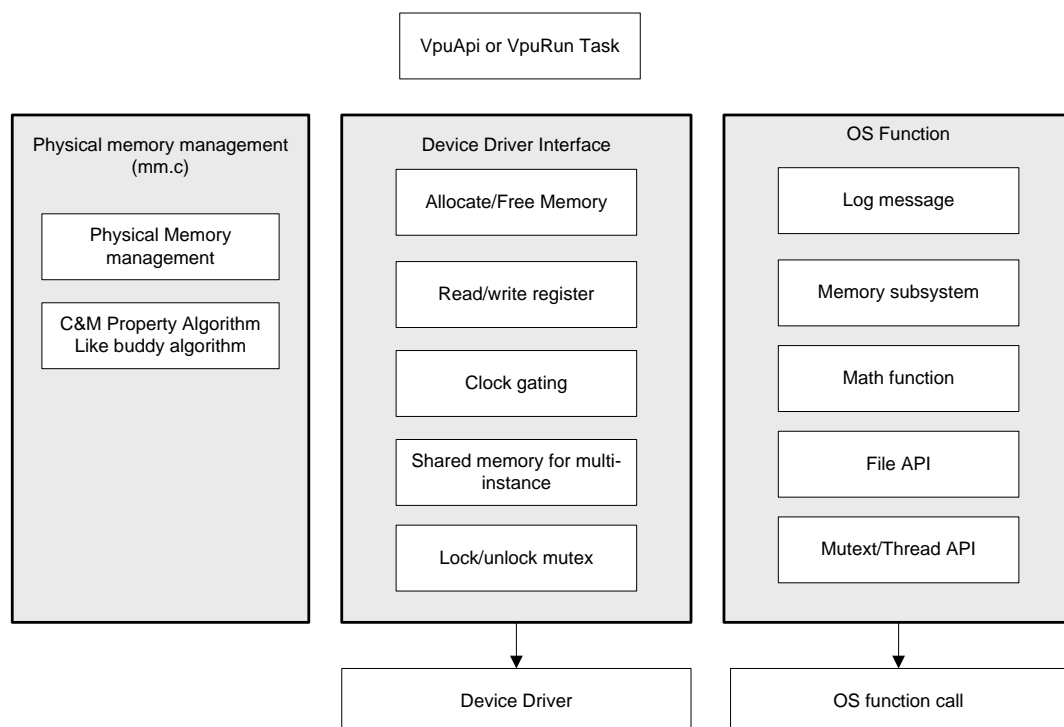 VpuApi or VpuRun Task
Physical memory management
(mm.c)
Physical Memory
management
C&M Property Algorithm
Like buddy algorithm
Device Driver Interface
Allocate/Free Memory
Read/write register
Clock gating
Shared memory for multi-
instance
Lock/unlock mutex
OS Function
Log message
Memory subsystem
Math function
File API
Mutext/Thread API
Device Driver
OS function call